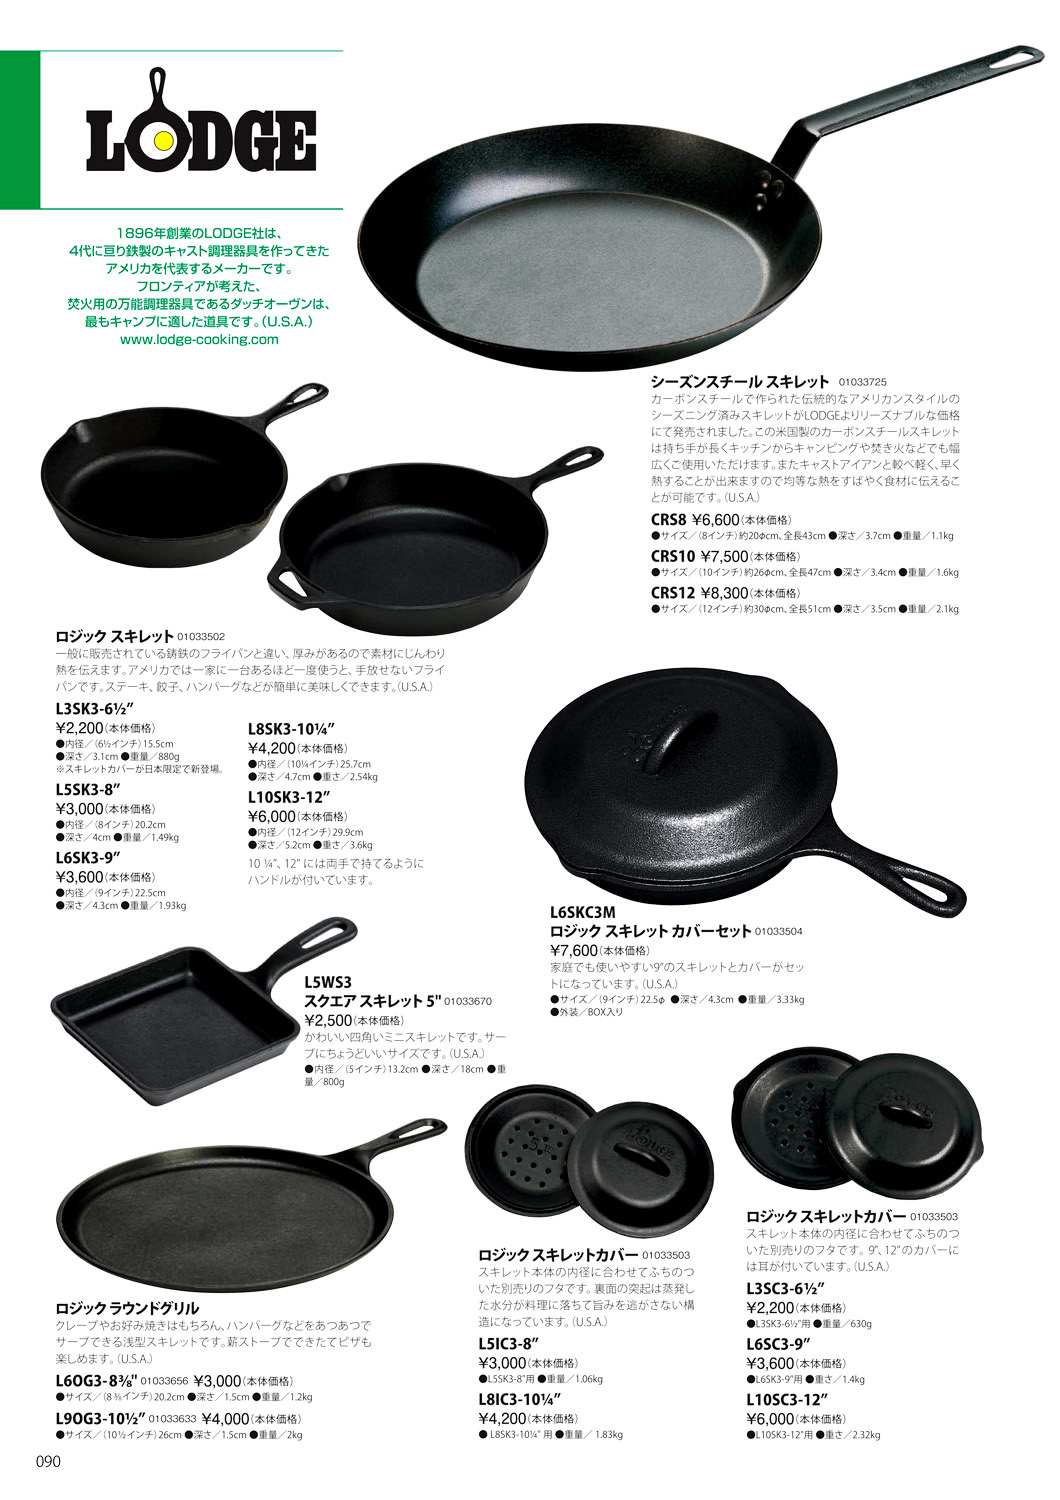 LODGE
1896年創業のLODGE社は、
4代に亘り鉄製のキャスト調理器具を作ってきた
アメリカを代表するメーカーです。
フロンティアが考えた、
焚火用の万能調理器具であるダッチオーヴンは、
最もキャンプに適した道具です。(U.S.A.)
www.lodge-cooking.com
シーズンスチール スキレット 01033725
カーボンスチールで作られた伝統的なアメリカンスタイルの
シーズニング済みスキレットがLODGEよりリーズナブルな価格
にて発売されました。この米国製のカーボンスチールスキレット
は持ち手が長くキッチンからキャンピングや焚き火などでも幅
広くご使用いただけます。またキャストアイアンと較べ軽く、早く
熱することが出来ますので均等な熱をすばやく食材に伝えるこ
とが可能です。(U.S.A.)
CRS8 ¥6,600(本体価格)
●サイズ／(8インチ)約20φcm、全長43cm ●深さ／3.7cm ●重量／1.1kg
CRS10 ¥7,500(本体価格)
●サイズ／(10インチ)約26φcm、全長47cm ●深さ／3.4cm ●重量／1.6kg
CRS12 ¥8,300(本体価格)
●サイズ／(12インチ)約30φcm、全長51cm ●深さ／3.5cm ●重量／2.1kg
ロジック スキレット 01033502
一般に販売されている鋳鉄のフライパンと違い、厚みがあるので素材にじんわり
熱を伝えます。アメリカでは一家に一台あるほど一度使うと、手放せないフライ
パンです。ステーキ、餃子、ハンバーグなどが簡単に美味しくできます。(U.S.A.)
L3SK3-6½”
¥2,200(本体価格)
●内径／(6½インチ)15.5cm
●深さ／3.1cm ●重量／880g
※スキレットカバーが日本限定で新登場。
L5SK3-8”
¥3,000(本体価格)
●内径／(8インチ)20.2cm
●深さ／4cm ●重量／1.49kg
L6SK3-9”
¥3,600(本体価格)
●内径／(9インチ)22.5cm
●深さ／4.3cm ●重量／1.93kg
L8SK3-10¼”
¥4,200(本体価格)
●内径／(10¼インチ)25.7cm
●深さ／4.7cm ●重さ／2.54kg
L10SK3-12”
¥6,000(本体価格)
●内径／(12インチ)29.9cm
●深さ／5.2cm ●重さ／3.6kg
10 ¼”、12” には両手で持てるように
ハンドルが付いています。
L6SKC3M
ロジック スキレット カバーセット 01033504
¥7,600(本体価格)
家庭でも使いやすい9”のスキレットとカバーがセッ
トになっています。(U.S.A.)
●サイズ／(9インチ)22.5φ ●深さ／4.3cm ●重量／3.33kg
●外装／BOX入り
L5WS3
スクエア スキレット 5" 01033670
¥2,500(本体価格)
かわいい四角いミニスキレットです。サー
ブにちょうどいいサイズです。(U.S.A.)
●内径／(5インチ)13.2cm ●深さ／18cm ●重
量／800g
ロジック ラウンドグリル
クレープやお好み焼きはもちろん、ハンバーグなどをあつあつで
サーブできる浅型スキレットです。薪ストーブでできたてピザも
楽しめます。(U.S.A.)
L6OG3-8⅜" 01033656 ¥3,000(本体価格)
●サイズ／(8⅜インチ)20.2cm ●深さ／1.5cm ●重量／1.2kg
L9OG3-10½” 01033633 ¥4,000(本体価格)
●サイズ／(10½インチ)26cm ●深さ／1.5cm ●重量／2kg
ロジック スキレットカバー 01033503
スキレット本体の内径に合わせてふちのつ
いた別売りのフタです。裏面の突起は蒸発し
た水分が料理に落ちて旨みを逃がさない構
造になっています。(U.S.A.)
L5IC3-8”
¥3,000(本体価格)
●L5SK3-8”用 ●重量／1.06kg
L8IC3-10¼”
¥4,200(本体価格)
● L8SK3-10¼” 用 ●重量／ 1.83kg
ロジック スキレットカバー 01033503
スキレット本体の内径に合わせてふちのつ
いた別売りのフタです。9”、12”のカバーに
は耳が付いています。(U.S.A.)
L3SC3-6½”
¥2,200(本体価格)
●L3SK3-6½”用 ●重量／630g
L6SC3-9”
¥3,600(本体価格)
●L6SK3-9”用 ●重さ／1.4kg
L10SC3-12”
¥6,000(本体価格)
●L10SK3-12”用 ●重さ／2.32kg
090